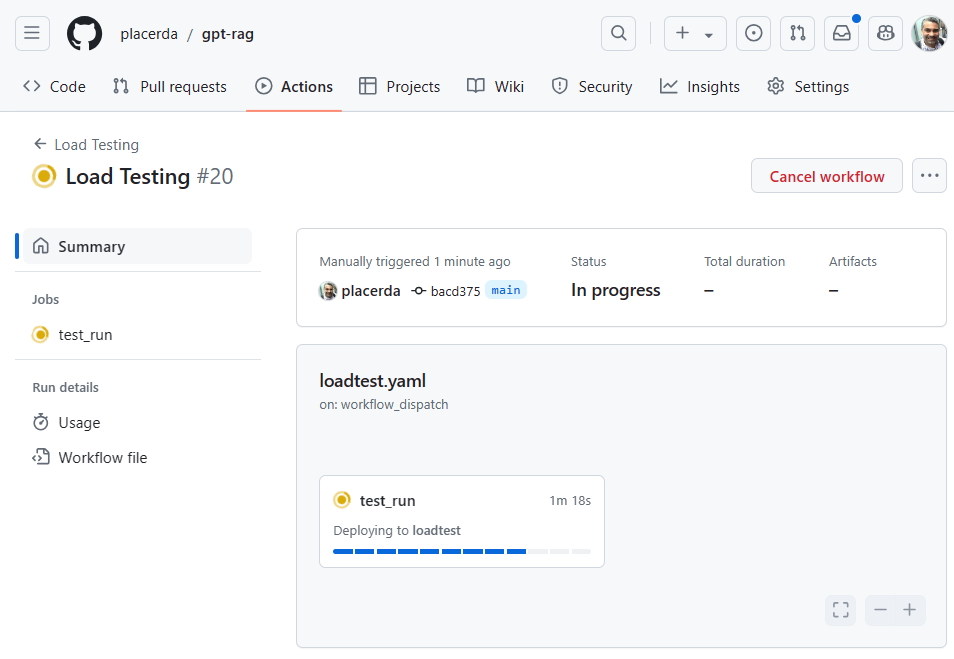 placerda / gpt-rag
Code Pull requests Actions Projects Wiki Security Insights Settings
Load Testing
Load Testing #20
Cancel workflow
Summary
Jobs
test_run
Run details
Usage
Workflow file
Manually triggered 1 minute ago
placerda bacd375 main
Status
In progress
Total duration
–
Artifacts
–
loadtest.yaml
on: workflow_dispatch
test_run 1m 18s
Deploying to loadtest